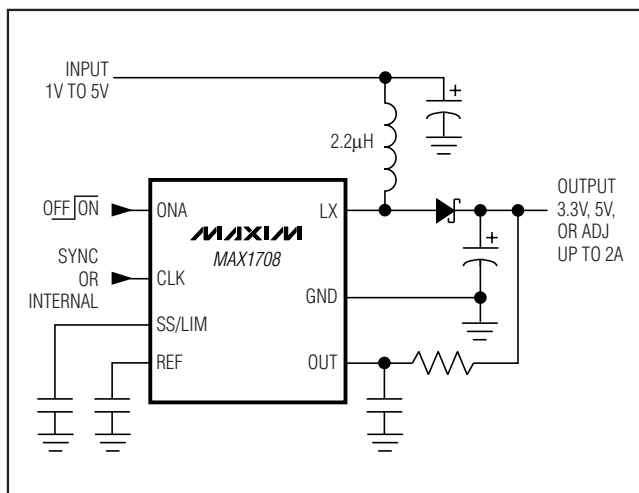 INPUT
1V TO 5V
+
2.2μH
OFF ON
ONA
LX
MAXIM
MAX1708
OUTPUT
3.3V, 5V,
OR ADJ
UP TO 2A
+
SYNC
OR
INTERNAL
CLK
GND
SS/LIM
REF
OUT